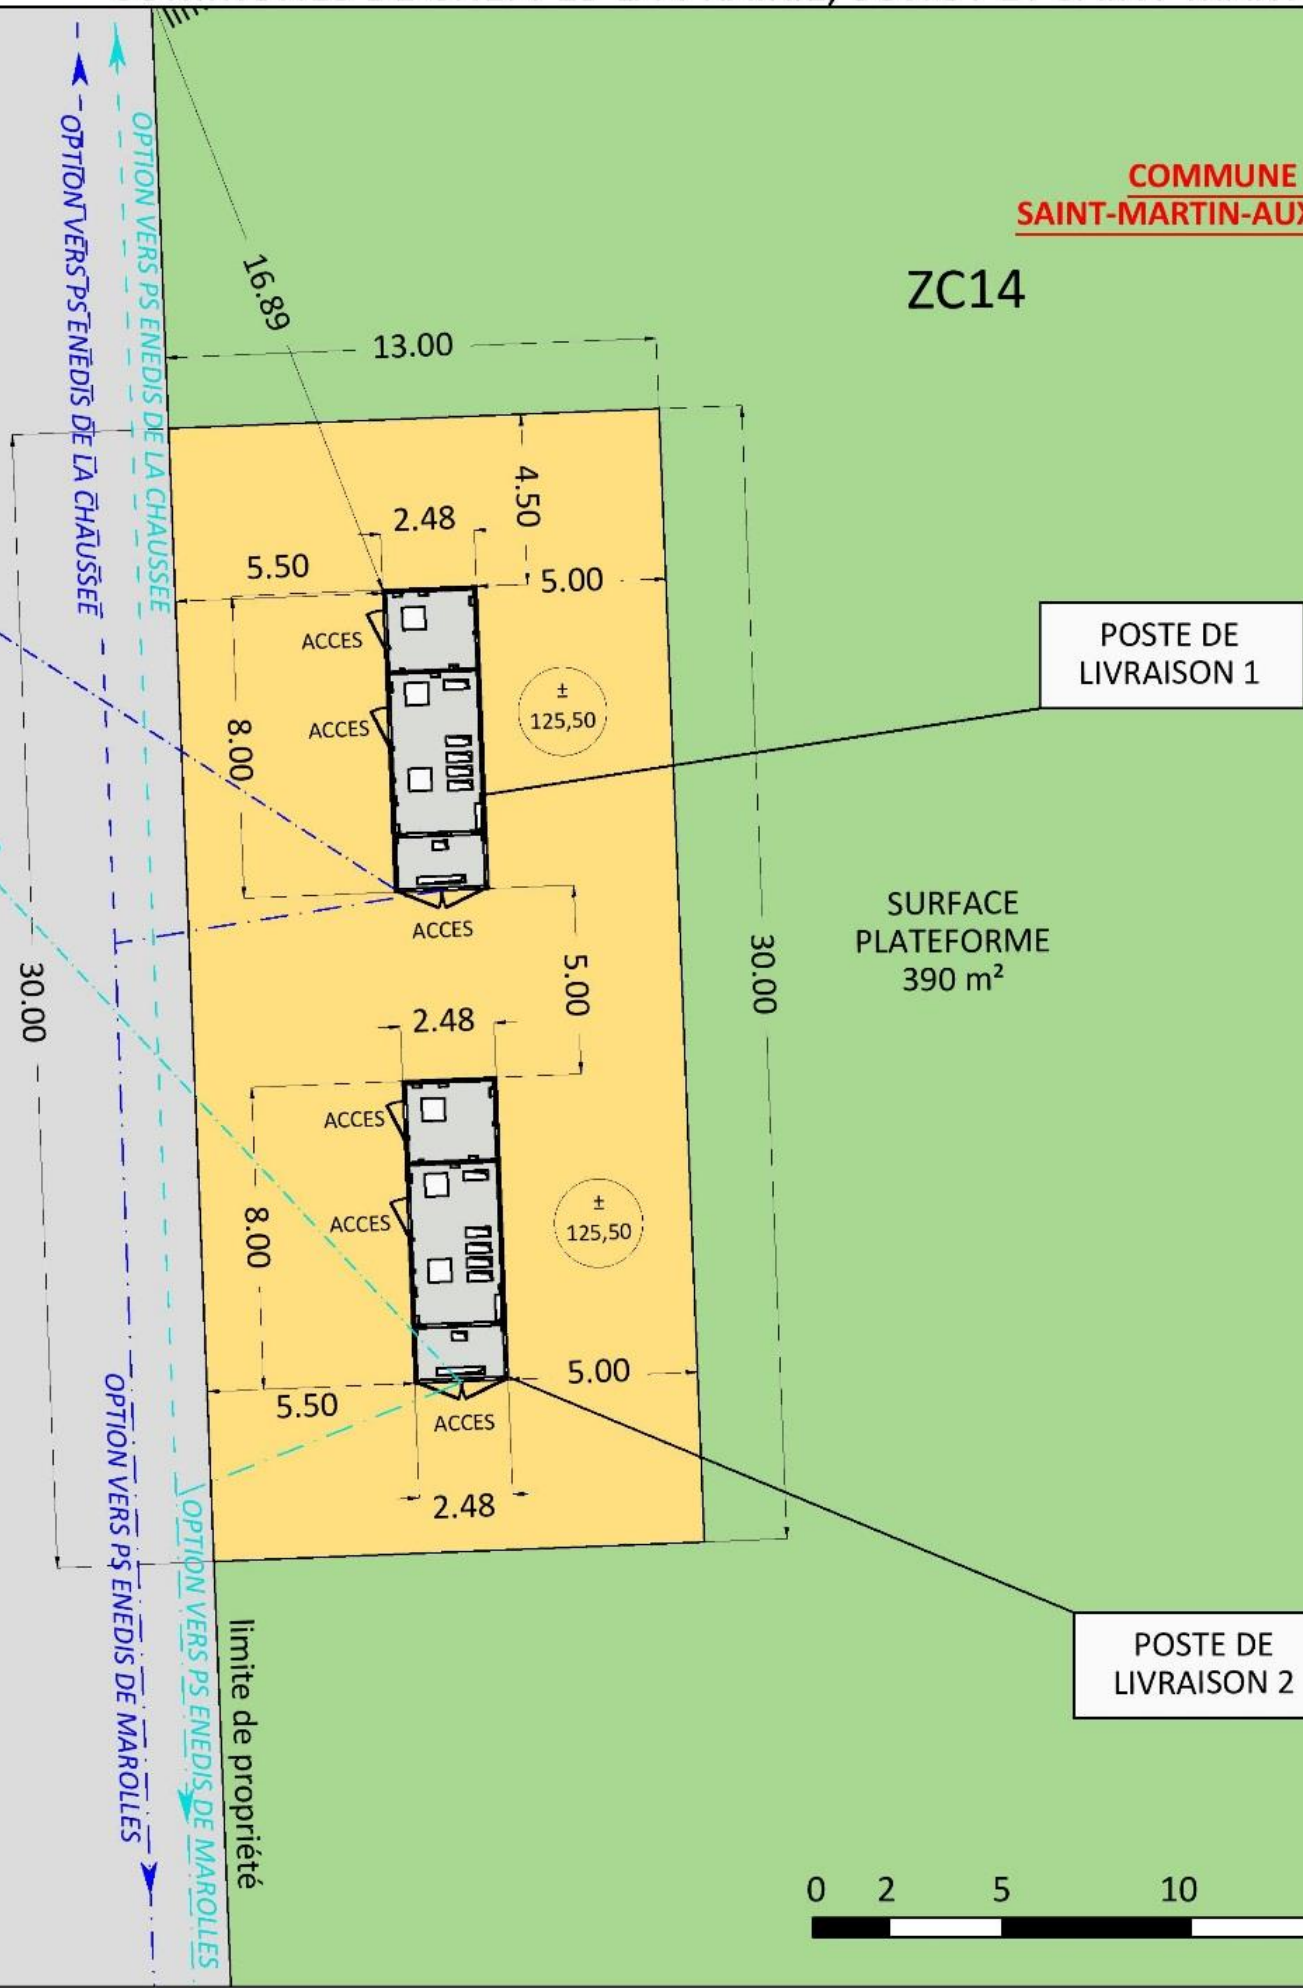 COMMUNE
SAINT-MARTIN-AUX
ZC14
OPTION VERS PS ENEDIS DE LA CHAUSSEE
OPTION VERS PS ENEDIS DE LA CHAUSSEE
16.89
13.00
4.50
2.48
5.50
5.00
ACCES
ACCES
8.00
±
125,50
POSTE DE
LIVRAISON 1
ACCES
SURFACE
PLATEFORME
390 m²
30.00
30.00
5.00
2.48
ACCES
ACCES
8.00
±
125,50
5.50
5.00
ACCES
2.48
OPTION VERS PS ENEDIS DE MAROLLES
OPTION VERS PS ENEDIS DE MAROLLES
limite de propriété
POSTE DE
LIVRAISON 2
0 2 5 10